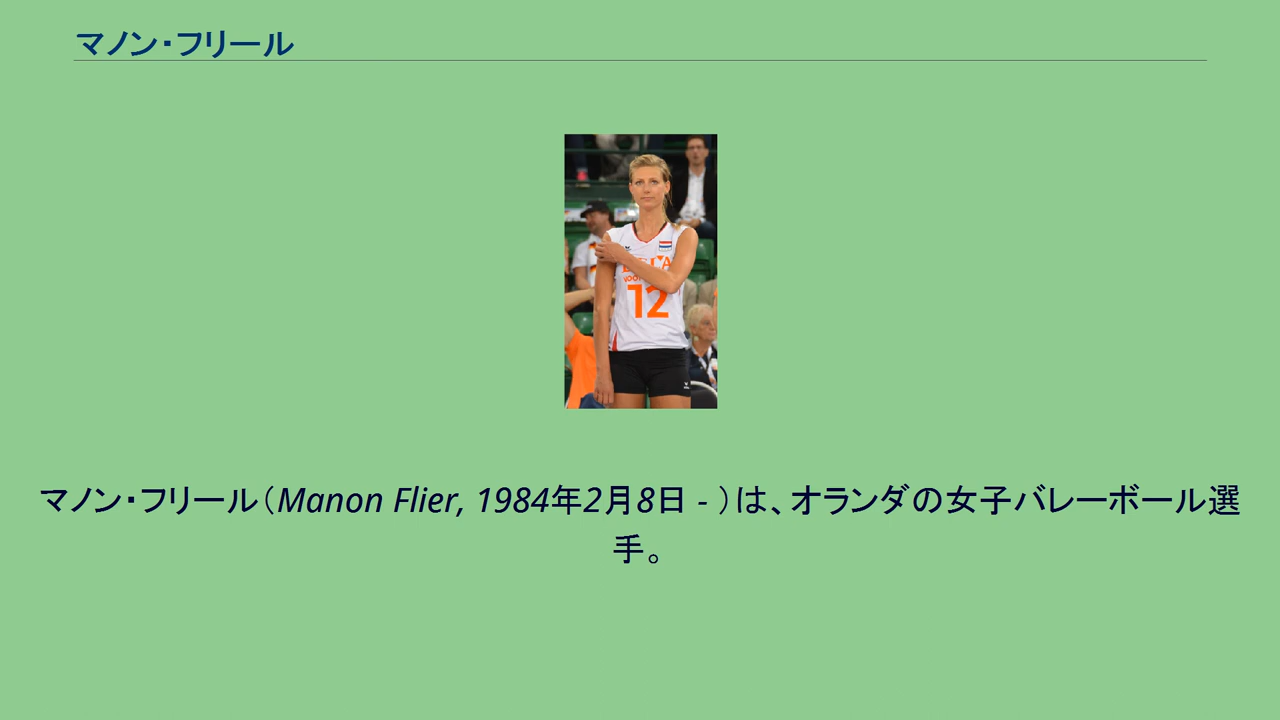 マノン・フリール
12
マノン・フリール（Manon Flier, 1984年2月8日 - ）は、オランダの女子バレーボール選
手。